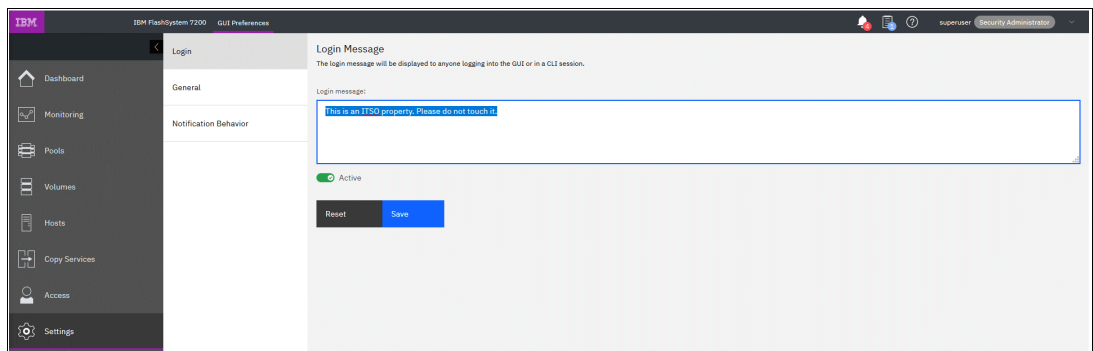 IBM
IBM FlashSystem 7200 GUI Preferences
superuser Security Administrator
Dashboard
Monitoring
Pools
Volumes
Hosts
Copy Services
Access
Settings
Login
General
Notification Behavior
Login Message
The login message will be displayed to anyone logging into the GUI or in a CLI session.
Login message:
This is an ITSO property. Please do not touch it.
Active
Reset Save